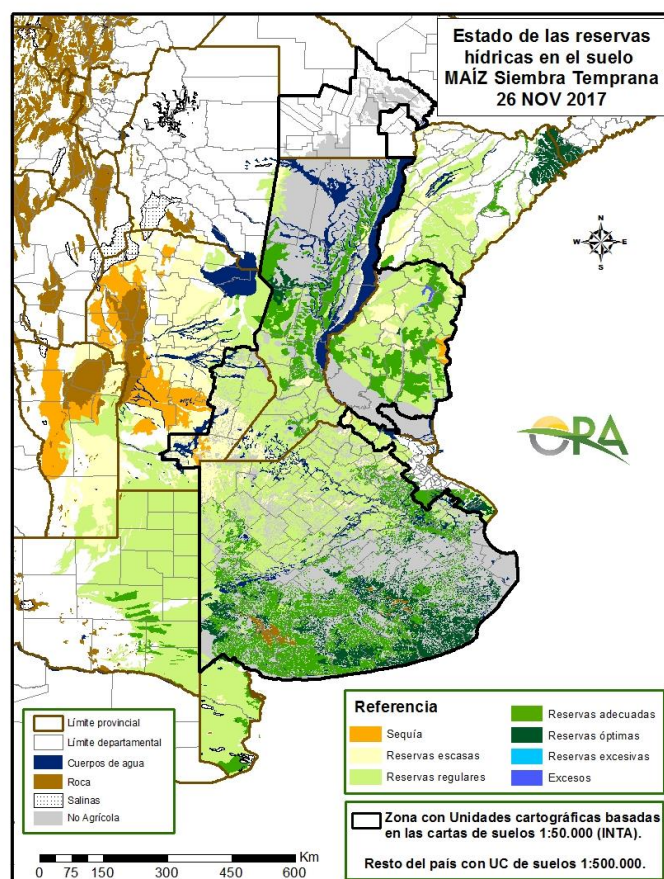 Estado de las reservas
hídricas en el suelo
MAÍZ Siembra Temprana
26 NOV 2017
N
W
E
S
ORA
Límite provincial
Límite departamental
Cuerpos de agua
Roca
Salinas
No Agrícola
Referencia
Sequía
Reservas escasas
Reservas regulares
Reservas adecuadas
Reservas óptimas
Reservas excesivas
Excesos
Zona con Unidades cartográficas basadas
en las cartas de suelos 1:50.000 (INTA).
Resto del país con UC de suelos 1:500.000.
Km
0 75 150 300 450 600